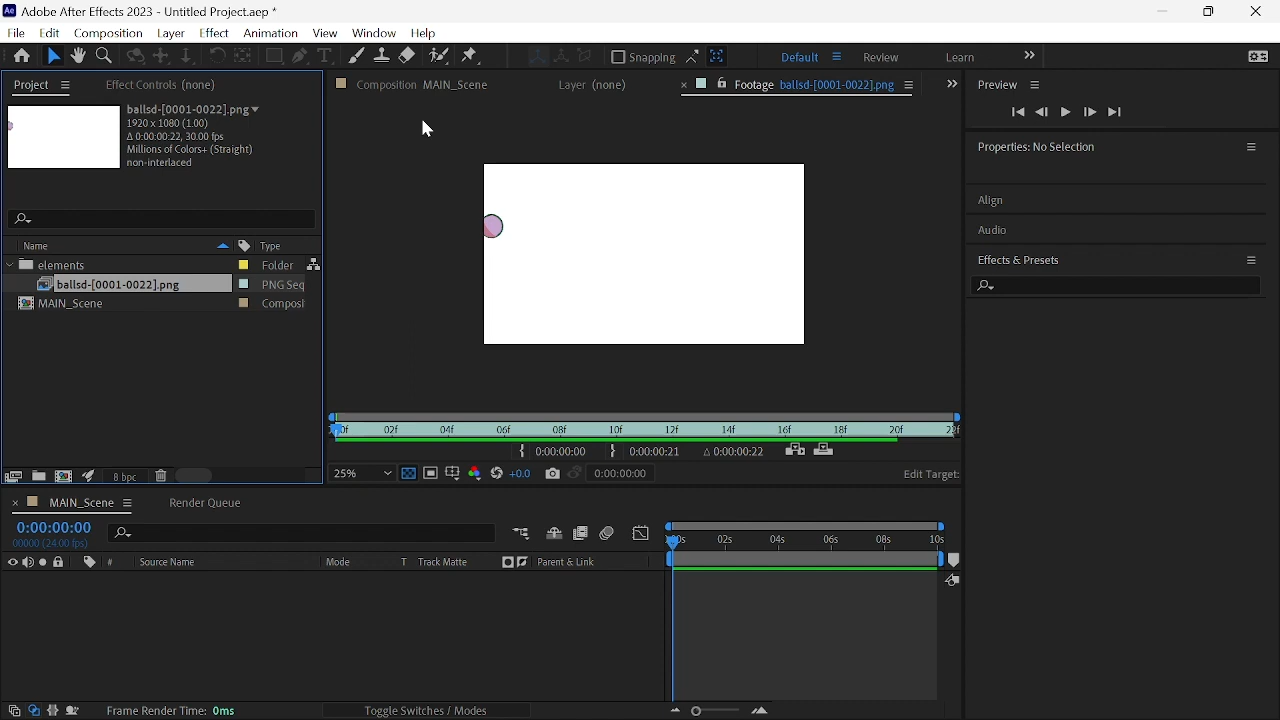 Ae Adobe After Effects 2023 - Untitled Project.aep *
File Edit Composition Layer Effect Animation View Window Help
T Snapping Default Review Learn
Project Effect Controls (none) Composition MAIN_Scene Layer (none) × Footage ballsd-[0001-0022].png Preview
ballsd-[0001-0022].png
1920 x 1080 (1.00)
Δ 0:00:00:22, 30.00 fps
Millions of Colors+ (Straight)
non-interlaced
Properties: No Selection
Align
Audio
Effects & Presets
Name Type
elements Folder
ballsd-[0001-0022].png PNG Seq
MAIN_Scene Composi
02f 04f 06f 08f 10f 12f 14f 16f 18f 20f
{ 0:00:00:00 } 0:00:00:21 Δ 0:00:00:22
8 bpc 25% +0.0 0:00:00:00 Edit Target:
× MAIN_Scene Render Queue
0:00:00:00
00000 (24.00 fps)
02s 04s 06s 08s 10s
# Source Name Mode T Track Matte Parent & Link
Frame Render Time: 0ms Toggle Switches / Modes